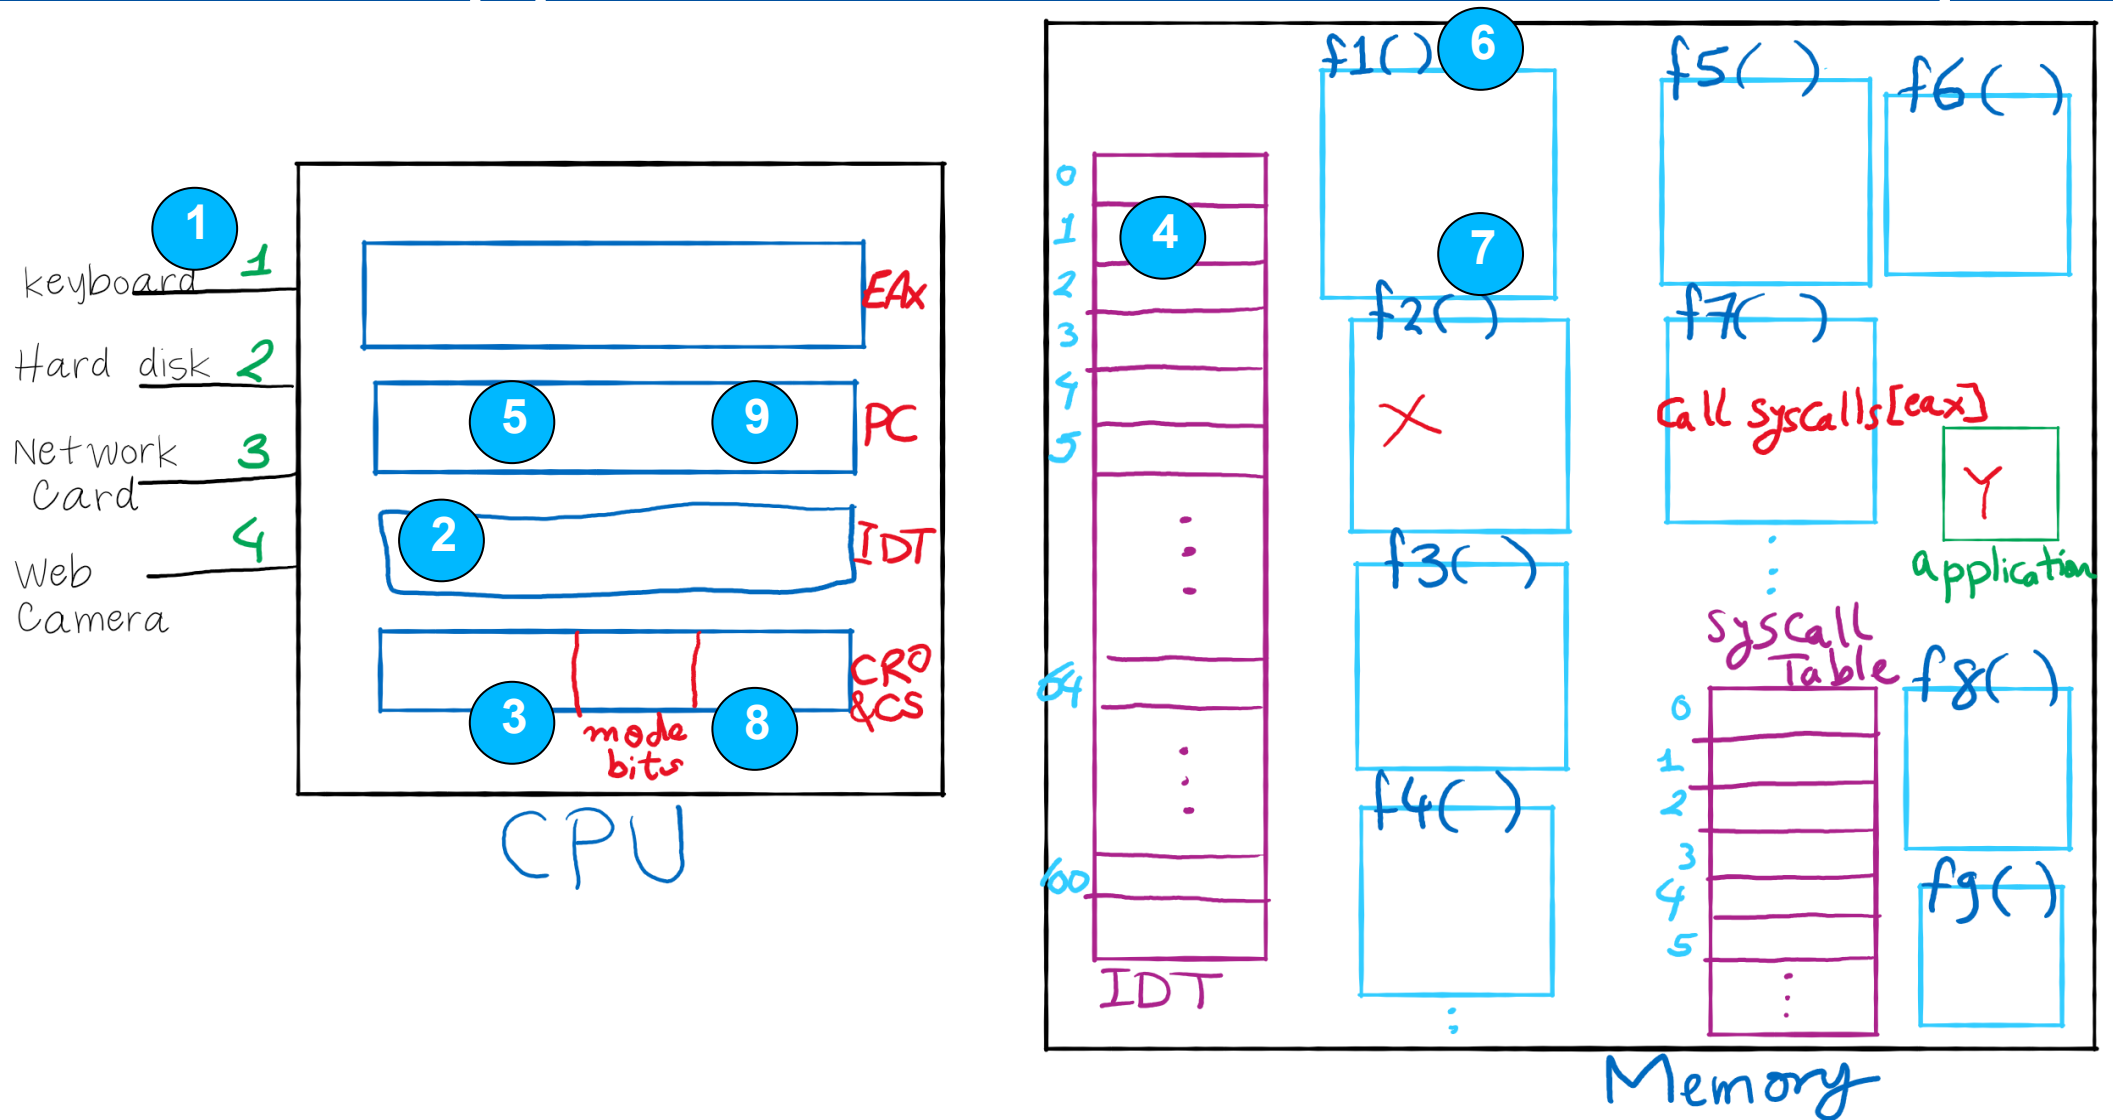 1
keyboard 1
Hard disk 2
Network 3
Card
4
Web
Camera
EAx
5 9 PC
2 IDT
CR0
&CS
3 mode 8
bits
CPU
0
1 4
2
3
4
5
64
IDT
f1() 6
7
f2( )
X
f3( )
f4( )
f5( )
f6( )
f7( )
Call syscalls[eax]
Y
application
syscall
Table
0
1
2
3
4
5
f8( )
f9( )
Memory